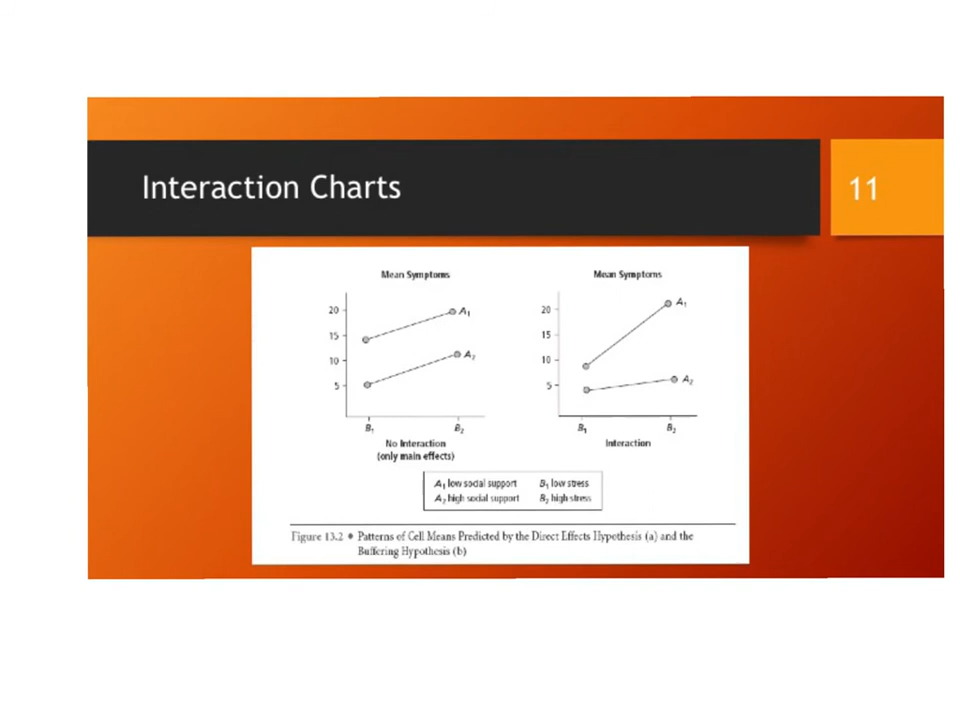 Interaction Charts
11
Mean Symptoms
20
15
10
5
A1
A2
B1
B2
No Interaction
(only main effects)
Mean Symptoms
20
15
10
5
A1
A2
B1
B2
Interaction
A1 low social support B1 low stress
A2 high social support B2 high stress
Figure 13.2 • Patterns of Cell Means Predicted by the Direct Effects Hypothesis (a) and the
Buffering Hypothesis (b)